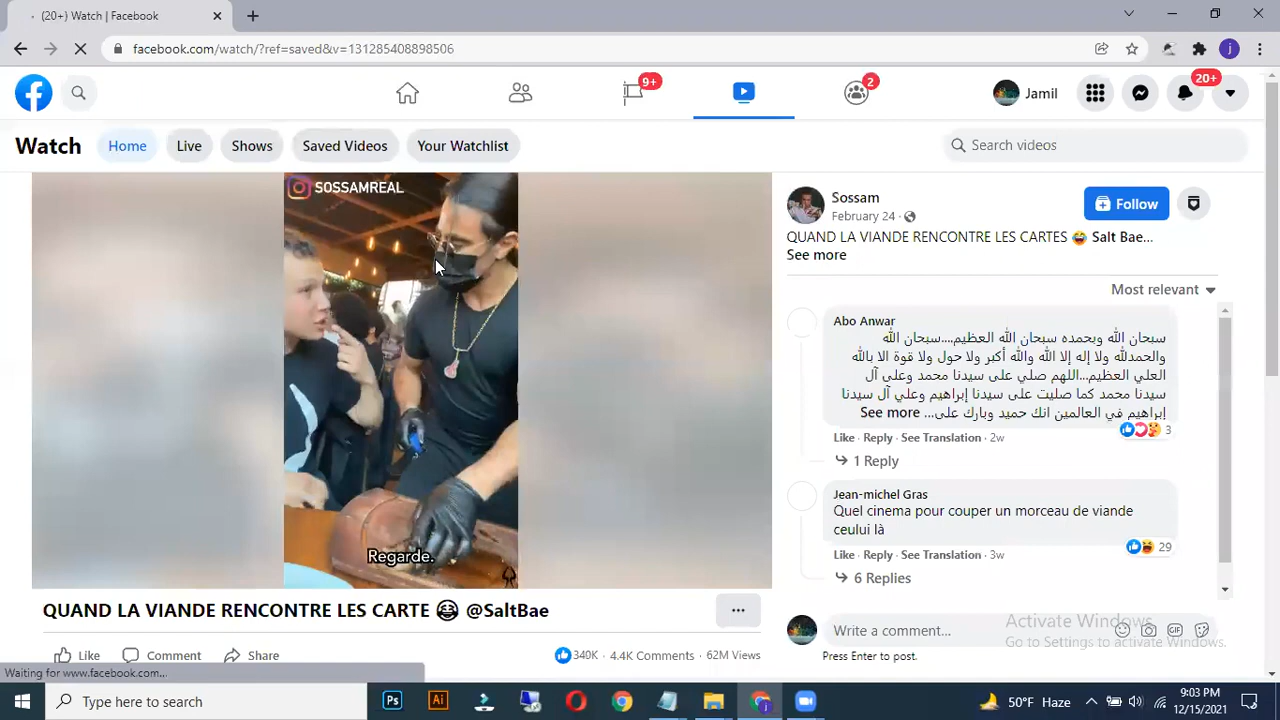 (20+) Watch | Facebook
facebook.com/watch/?ref=saved&v=131285408898506
j
9+
2
Jamil
20+
Watch
Home
Live
Shows
Saved Videos
Your Watchlist
Search videos
SOSSAMREAL
Regarde.
QUAND LA VIANDE RENCONTRE LES CARTE 😂 @SaltBae
Like
Comment
Share
340K · 4.4K Comments · 62M Views
Sossam
February 24 ·
Follow
QUAND LA VIANDE RENCONTRE LES CARTES 😂 Salt Bae...
See more
Most relevant
Abo Anwar
سبحان الله وبحمده سبحان الله العظيم....سبحان الله
والحمدلله ولا إله إلا الله والله أكبر ولا حول ولا قوة الا بالله
العلي العظيم...اللهم صلي على سيدنا محمد وعلى آل
سيدنا محمد كما صليت على سيدنا إبراهيم وعلي آل سيدنا
إبراهيم في العالمين انك حميد وبارك على... See more
3
Like · Reply · See Translation · 2w
1 Reply
Jean-michel Gras
Quel cinema pour couper un morceau de viande
ceului là
29
Like · Reply · See Translation · 3w
6 Replies
Write a comment...
GIF
Press Enter to post.
Activate Windows
Go to Settings to activate Windows.
Waiting for www.facebook.com...
Type here to search
Ps
Ai
j
50°F Haze
9:03 PM
12/15/2021